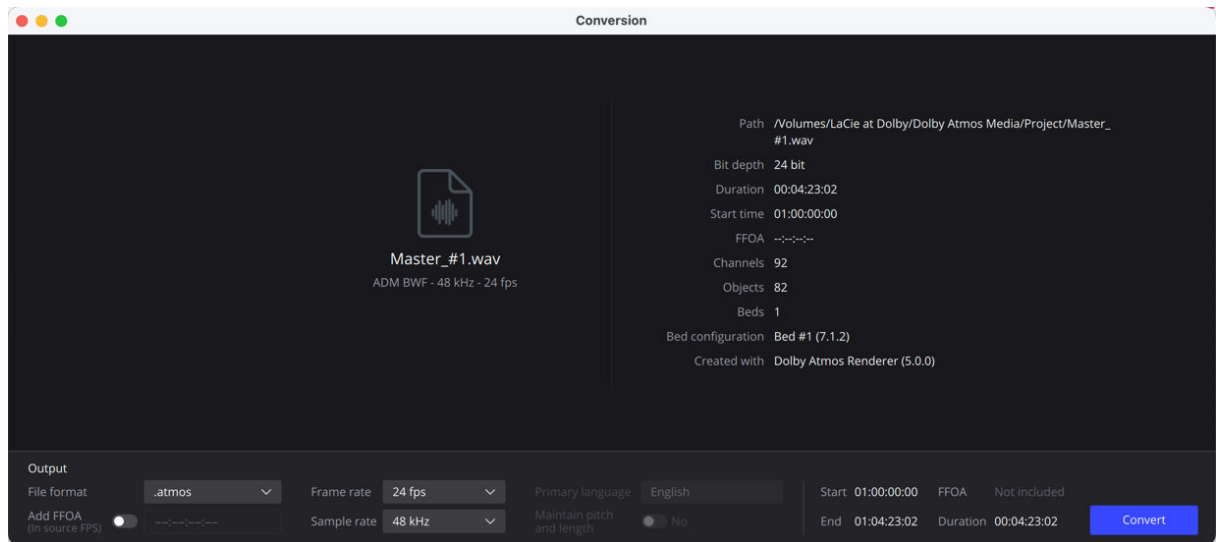 Conversion
Path /Volumes/LaCie at Dolby/Dolby Atmos Media/Project/Master_
#1.wav
Bit depth 24 bit
Duration 00:04:23:02
Start time 01:00:00:00
FFOA --:--:--:--
Channels 92
Objects 82
Beds 1
Bed configuration Bed #1 (7.1.2)
Created with Dolby Atmos Renderer (5.0.0)
Master_#1.wav
ADM BWF - 48 kHz - 24 fps
Output
File format .atmos Frame rate 24 fps Primary language English Start 01:00:00:00 FFOA Not included
Add FFOA
(In source FPS) --:--:--:-- Sample rate 48 kHz Maintain pitch
and length No End 01:04:23:02 Duration 00:04:23:02 Convert